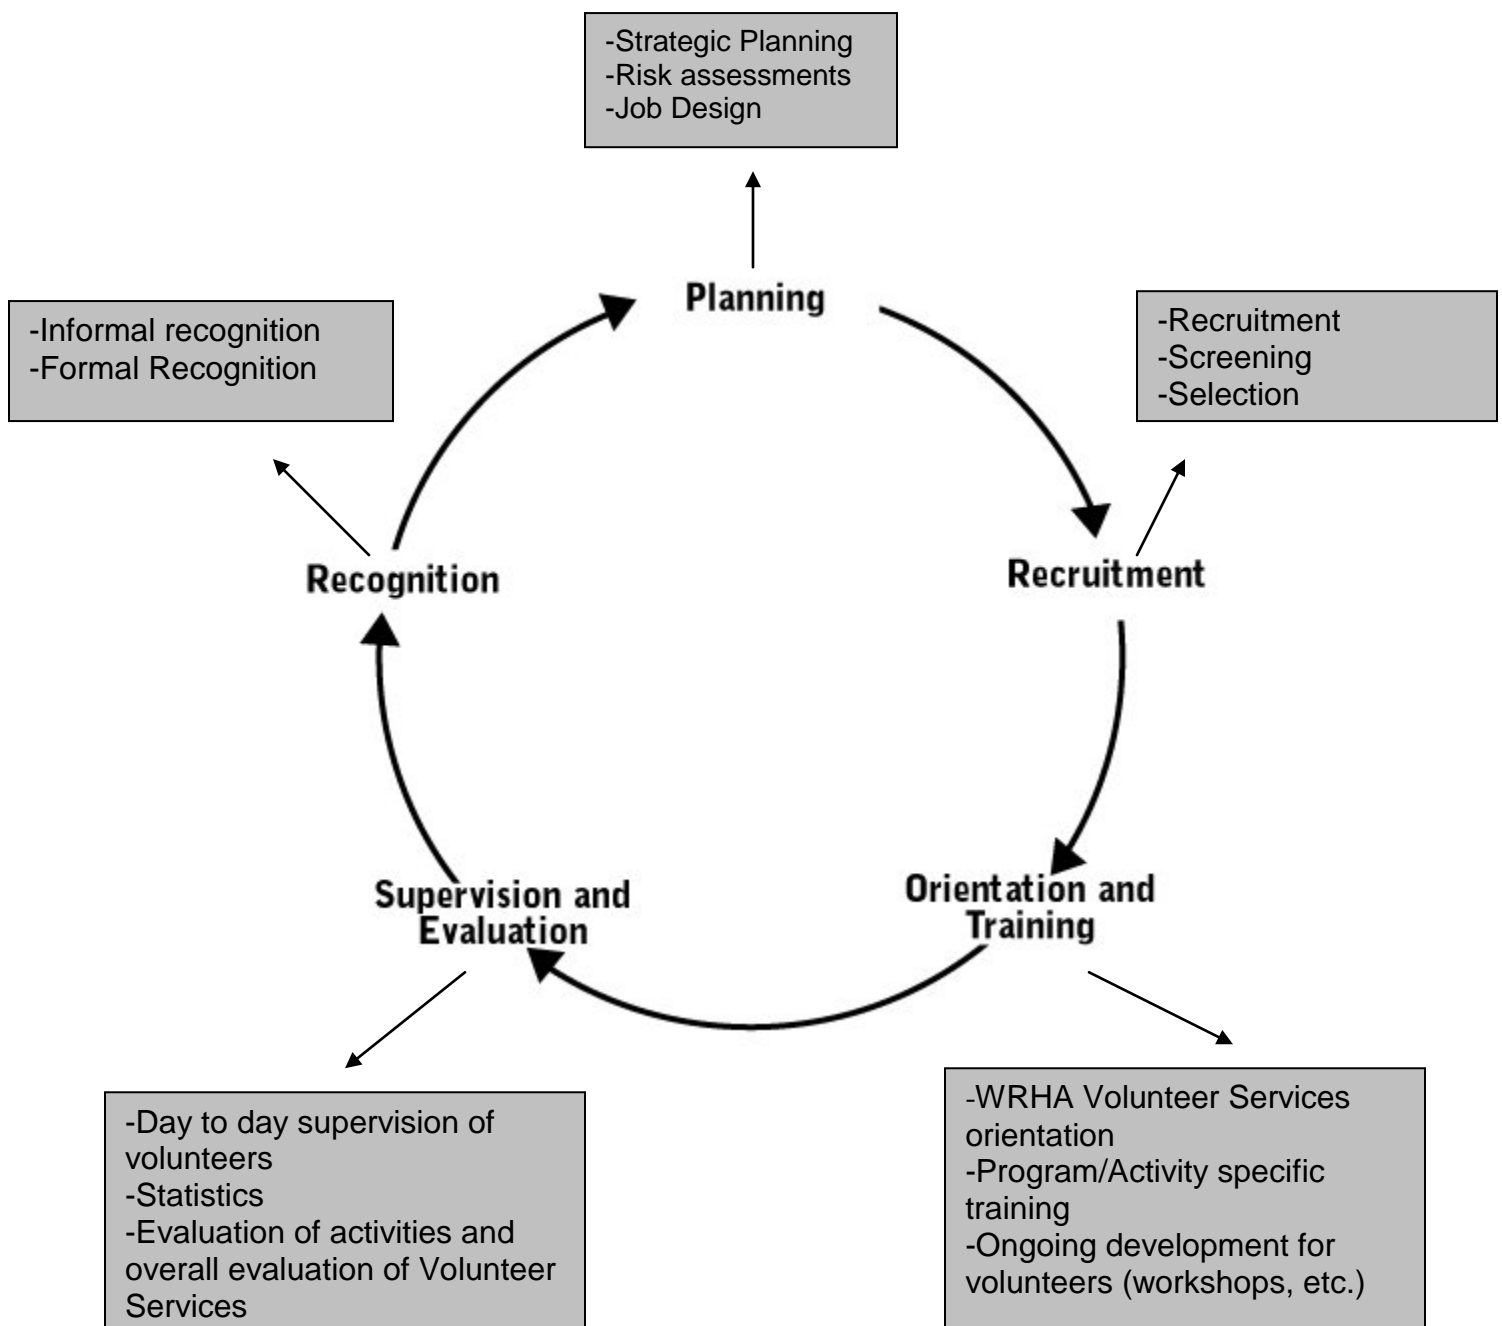 -Strategic Planning
-Risk assessments
-Job Design
Planning
-Informal recognition
-Formal Recognition
-Recruitment
-Screening
-Selection
Recognition
Recruitment
Supervision and
Evaluation
Orientation and
Training
-Day to day supervision of
volunteers
-Statistics
-Evaluation of activities and
overall evaluation of Volunteer
Services
-WRHA Volunteer Services
orientation
-Program/Activity specific
training
-Ongoing development for
volunteers (workshops, etc.)